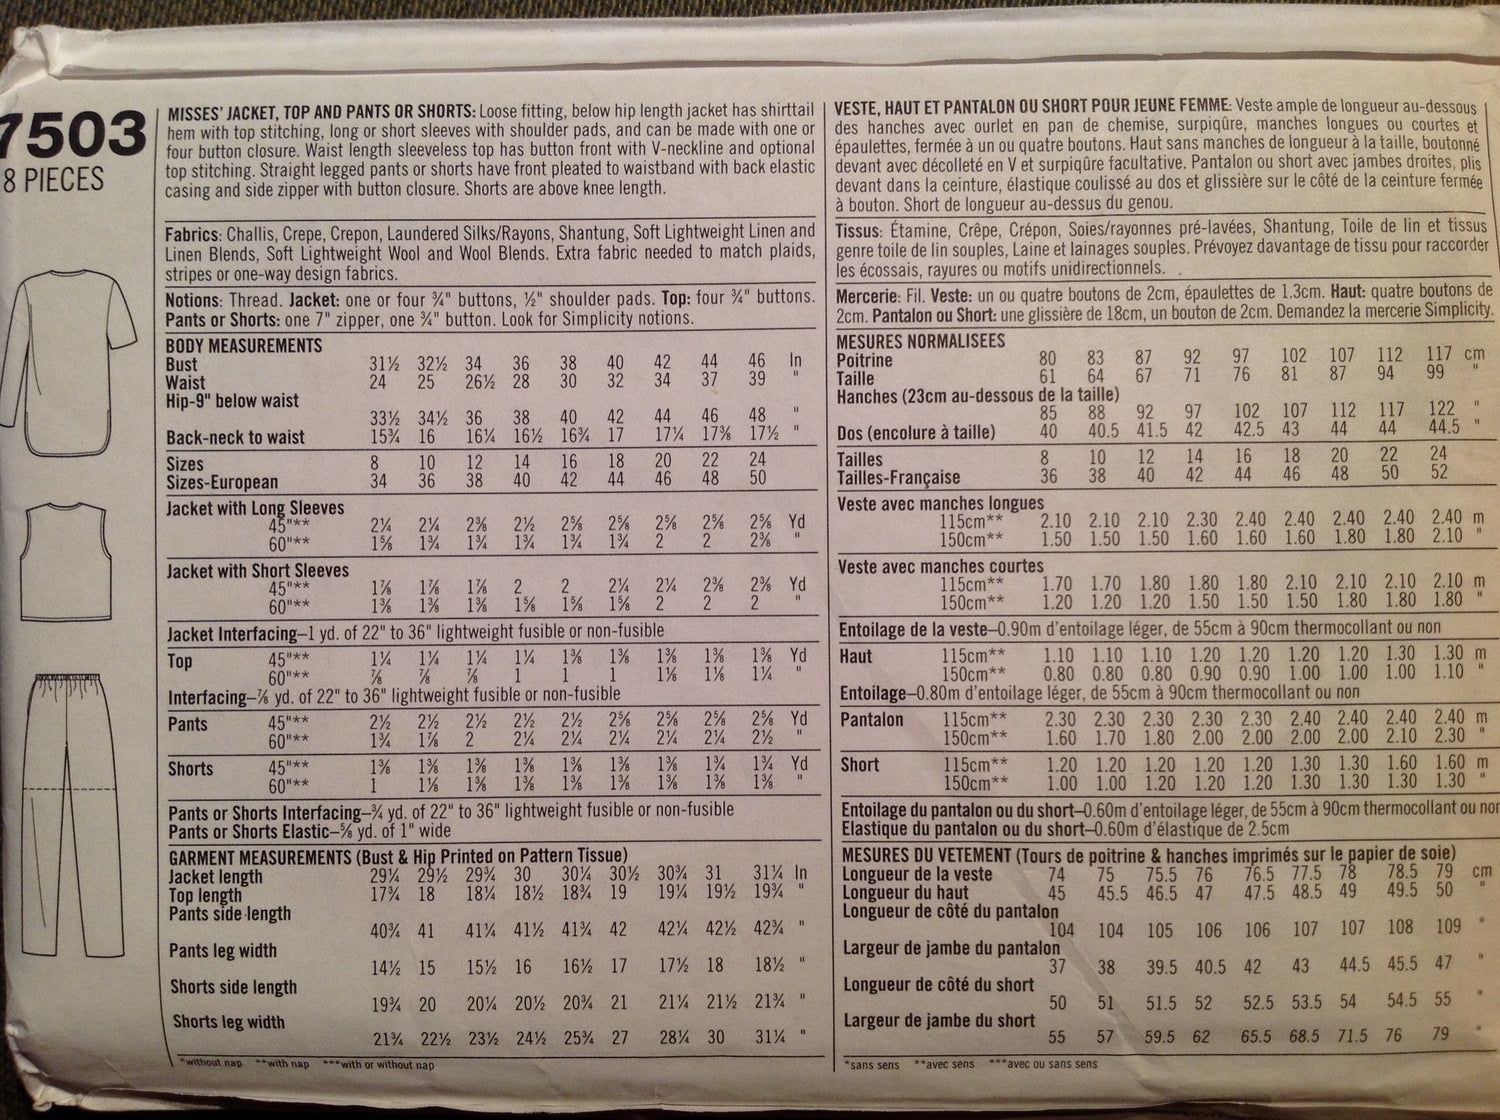 7503
8 PIECES
MISSES' JACKET, TOP AND PANTS OR SHORTS: Loose fitting, below hip length jacket has shirttail
hem with top stitching, long or short sleeves with shoulder pads, and can be made with one or
four button closure. Waist length sleeveless top has button front with V-neckline and optional
top stitching. Straight legged pants or shorts have front pleated to waistband with back elastic
casing and side zipper with button closure. Shorts are above knee length.
Fabrics: Challis, Crepe, Crepon, Laundered Silks/Rayons, Shantung, Soft Lightweight Linen and
Linen Blends, Soft Lightweight Wool and Wool Blends. Extra fabric needed to match plaids,
stripes or one-way design fabrics.
Notions: Thread. Jacket: one or four ¾" buttons, ½" shoulder pads. Top: four ¾" buttons.
Pants or Shorts: one 7" zipper, one ¾" button. Look for Simplicity notions.
BODY MEASUREMENTS
Bust 31½ 32½ 34 36 38 40 42 44 46 In
Waist 24 25 26½ 28 30 32 34 37 39 "
Hip-9" below waist
33½ 34½ 36 38 40 42 44 46 48 "
Back-neck to waist 15¾ 16 16¼ 16½ 16¾ 17 17¼ 17⅜ 17½ "
Sizes 8 10 12 14 16 18 20 22 24
Sizes-European 34 36 38 40 42 44 46 48 50
Jacket with Long Sleeves
45"** 2¼ 2¼ 2⅜ 2½ 2⅝ 2⅝ 2⅝ 2⅝ 2⅝ Yd
60"** 1⅝ 1¾ 1¾ 1¾ 1¾ 1¾ 2 2 2⅜ "
Jacket with Short Sleeves
45"** 1⅞ 1⅞ 1⅞ 2 2 2¼ 2¼ 2⅜ 2⅜ Yd
60"** 1⅜ 1⅜ 1⅜ 1⅝ 1⅝ 1⅝ 2 2 2 "
Jacket Interfacing–1 yd. of 22" to 36" lightweight fusible or non-fusible
Top 45"** 1¼ 1¼ 1¼ 1¼ 1⅜ 1⅜ 1⅜ 1⅜ 1⅜ Yd
60"** ⅞ ⅞ ⅞ 1 1 1 1⅛ 1⅛ 1¼ "
Interfacing–⅞ yd. of 22" to 36" lightweight fusible or non-fusible
Pants 45"** 2½ 2½ 2½ 2½ 2½ 2⅝ 2⅝ 2⅝ 2⅝ Yd
60"** 1¾ 1⅞ 2 2¼ 2¼ 2¼ 2¼ 2¼ 2½ "
Shorts 45"** 1⅜ 1⅜ 1⅜ 1⅜ 1⅜ 1⅜ 1⅜ 1¾ 1¾ Yd
60"** 1 1⅛ 1⅜ 1⅜ 1⅜ 1⅜ 1⅜ 1⅜ 1⅜ "
Pants or Shorts Interfacing–¾ yd. of 22" to 36" lightweight fusible or non-fusible
Pants or Shorts Elastic–⅝ yd. of 1" wide
GARMENT MEASUREMENTS (Bust & Hip Printed on Pattern Tissue)
Jacket length 29¼ 29½ 29¾ 30 30¼ 30½ 30¾ 31 31¼ In
Top length 17¾ 18 18¼ 18½ 18¾ 19 19¼ 19½ 19¾ "
Pants side length
40¾ 41 41¼ 41½ 41¾ 42 42¼ 42½ 42¾ "
Pants leg width
14½ 15 15½ 16 16½ 17 17½ 18 18½ "
Shorts side length
19¾ 20 20¼ 20½ 20¾ 21 21¼ 21½ 21¾ "
Shorts leg width
21¾ 22½ 23½ 24½ 25¾ 27 28¼ 30 31¼ "
*without nap **with nap ***with or without nap
VESTE, HAUT ET PANTALON OU SHORT POUR JEUNE FEMME: Veste ample de longueur au-dessous
des hanches avec ourlet en pan de chemise, surpiqûre, manches longues ou courtes et
épaulettes, fermée à un ou quatre boutons. Haut sans manches de longueur à la taille, boutonné
devant avec décolleté en V et surpiqûre facultative. Pantalon ou short avec jambes droites, plis
devant dans la ceinture, élastique coulissé au dos et glissière sur le côté de la ceinture fermée
à bouton. Short de longueur au-dessus du genou.
Tissus: Étamine, Crêpe, Crépon, Soies/rayonnes pré-lavées, Shantung, Toile de lin et tissus
genre toile de lin souples, Laine et lainages souples. Prévoyez davantage de tissu pour raccorder
les écossais, rayures ou motifs unidirectionnels.
Mercerie: Fil. Veste: un ou quatre boutons de 2cm, épaulettes de 1.3cm. Haut: quatre boutons de
2cm. Pantalon ou Short: une glissière de 18cm, un bouton de 2cm. Demandez la mercerie Simplicity.
MESURES NORMALISEES
Poitrine 80 83 87 92 97 102 107 112 117 cm
Taille 61 64 67 71 76 81 87 94 99 "
Hanches (23cm au-dessous de la taille)
85 88 92 97 102 107 112 117 122 "
Dos (encolure à taille) 40 40.5 41.5 42 42.5 43 44 44 44.5 "
Tailles 8 10 12 14 16 18 20 22 24
Tailles-Française 36 38 40 42 44 46 48 50 52
Veste avec manches longues
115cm** 2.10 2.10 2.10 2.30 2.40 2.40 2.40 2.40 2.40 m
150cm** 1.50 1.50 1.50 1.60 1.60 1.60 1.80 1.80 2.10 "
Veste avec manches courtes
115cm** 1.70 1.70 1.80 1.80 1.80 2.10 2.10 2.10 2.10 m
150cm** 1.20 1.20 1.20 1.50 1.50 1.50 1.80 1.80 1.80 "
Entoilage de la veste–0.90m d'entoilage léger, de 55cm à 90cm thermocollant ou non
Haut 115cm** 1.10 1.10 1.10 1.20 1.20 1.20 1.20 1.30 1.30 m
150cm** 0.80 0.80 0.80 0.90 0.90 1.00 1.00 1.00 1.10 "
Entoilage–0.80m d'entoilage léger, de 55cm à 90cm thermocollant ou non
Pantalon 115cm** 2.30 2.30 2.30 2.30 2.30 2.40 2.40 2.40 2.40 m
150cm** 1.60 1.70 1.80 2.00 2.00 2.00 2.00 2.10 2.30 "
Short 115cm** 1.20 1.20 1.20 1.20 1.20 1.30 1.30 1.60 1.60 m
150cm** 1.00 1.00 1.20 1.20 1.20 1.30 1.30 1.30 1.30 "
Entoilage du pantalon ou du short–0.60m d'entoilage léger, de 55cm à 90cm thermocollant ou non
Elastique du pantalon ou du short–0.60m d'élastique de 2.5cm
MESURES DU VETEMENT (Tours de poitrine & hanches imprimés sur le papier de soie)
Longueur de la veste 74 75 75.5 76 76.5 77.5 78 78.5 79 cm
Longueur du haut 45 45.5 46.5 47 47.5 48.5 49 49.5 50 "
Longueur de côté du pantalon
104 104 105 106 106 107 107 108 109 "
Largeur de jambe du pantalon
37 38 39.5 40.5 42 43 44.5 45.5 47 "
Longueur de côté du short
50 51 51.5 52 52.5 53.5 54 54.5 55 "
Largeur de jambe du short
55 57 59.5 62 65.5 68.5 71.5 76 79 "
*sans sens **avec sens ***avec ou sans sens